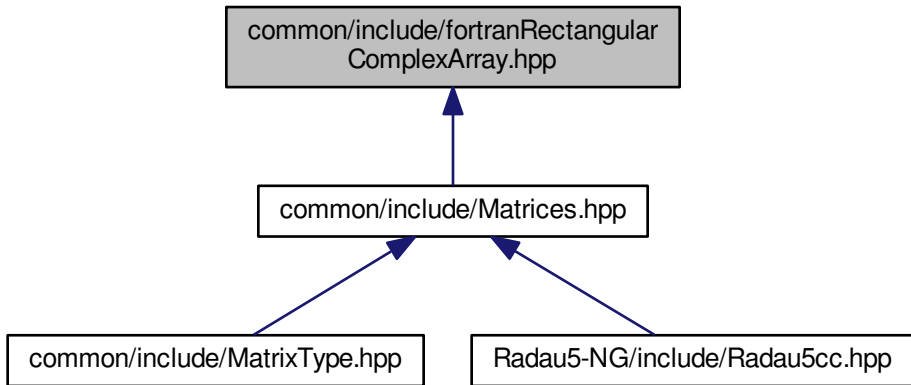 common/include/fortranRectangular
ComplexArray.hpp
common/include/Matrices.hpp
common/include/MatrixType.hpp
Radau5-NG/include/Radau5cc.hpp